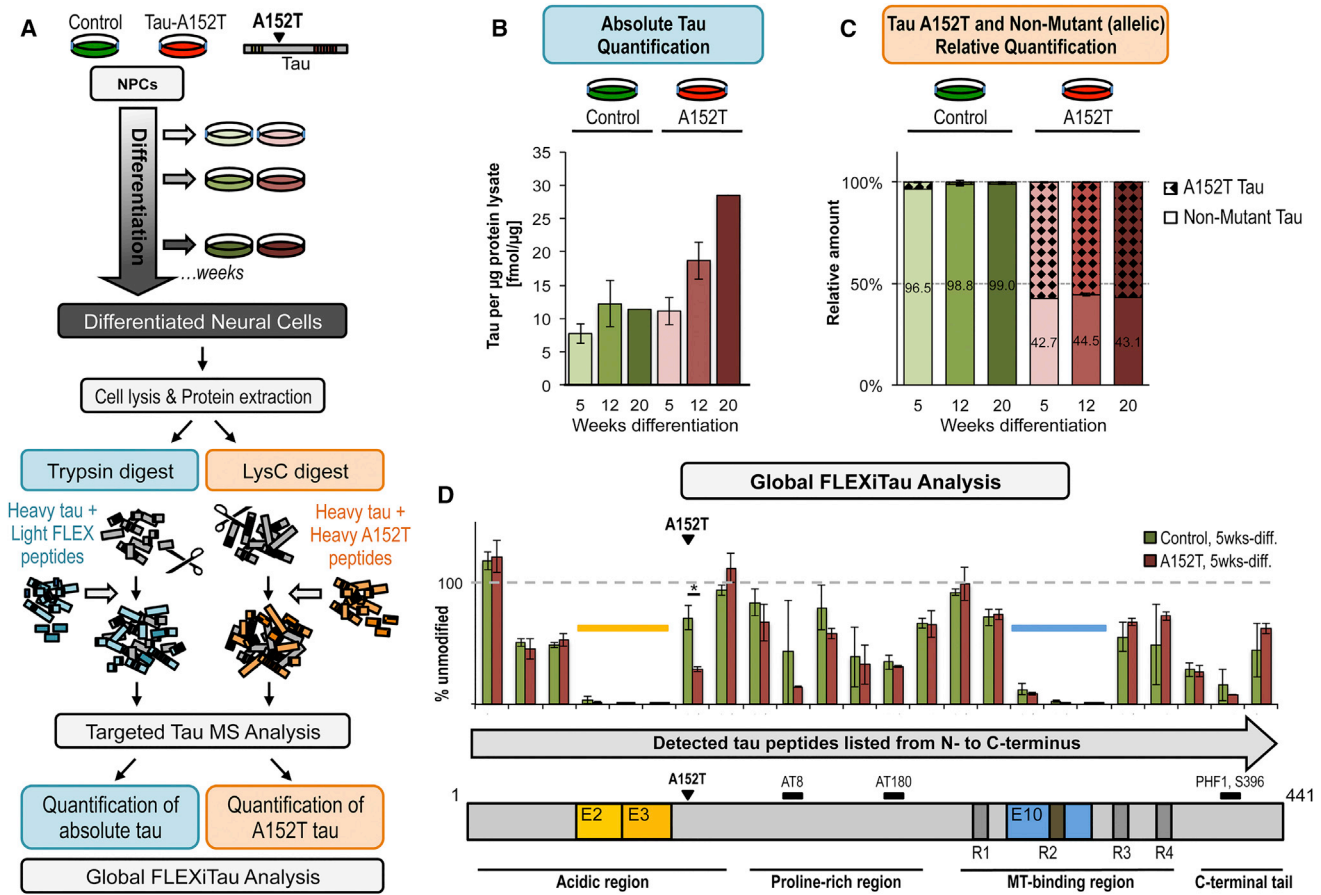 A
Control
Tau-A152T
A152T
Tau
NPCs
Differentiation
...weeks
Differentiated Neural Cells
Cell lysis & Protein extraction
Trypsin digest
LysC digest
Heavy tau +
Light FLEX
peptides
Heavy tau +
Heavy A152T
peptides
Targeted Tau MS Analysis
Quantification of
absolute tau
Quantification of
A152T tau
Global FLEXiTau Analysis
B
Absolute Tau
Quantification
Control
A152T
Tau per µg protein lysate
[fmol/µg]
35
30
25
20
15
10
5
0
5 12 20 5 12 20
Weeks differentiation
C
Tau A152T and Non-Mutant (allelic)
Relative Quantification
Control
A152T
Relative amount
100%
50%
0%
96.5
98.8
99.0
42.7
44.5
43.1
A152T Tau
Non-Mutant Tau
5 12 20 5 12 20
Weeks differentiation
D
Global FLEXiTau Analysis
A152T
Control, 5wks-diff.
A152T, 5wks-diff.
% unmodified
100
*
Detected tau peptides listed from N- to C-terminus
1
A152T
AT8
AT180
PHF1, S396
441
E2
E3
E10
R1
R2
R3
R4
Acidic region
Proline-rich region
MT-binding region
C-terminal tail